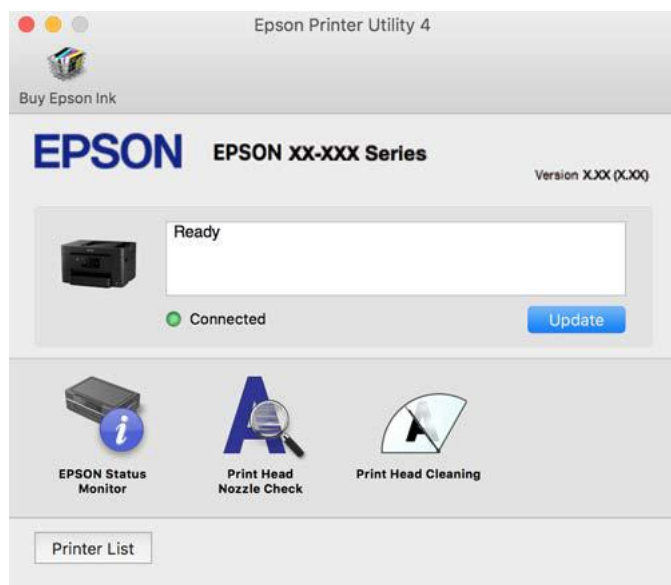 Epson Printer Utility 4
Buy Epson Ink
EPSON
EPSON XX-XXX Series
Version X.XX (X.XX)
Ready
Connected
Update
EPSON Status
Monitor
Print Head
Nozzle Check
Print Head Cleaning
Printer List